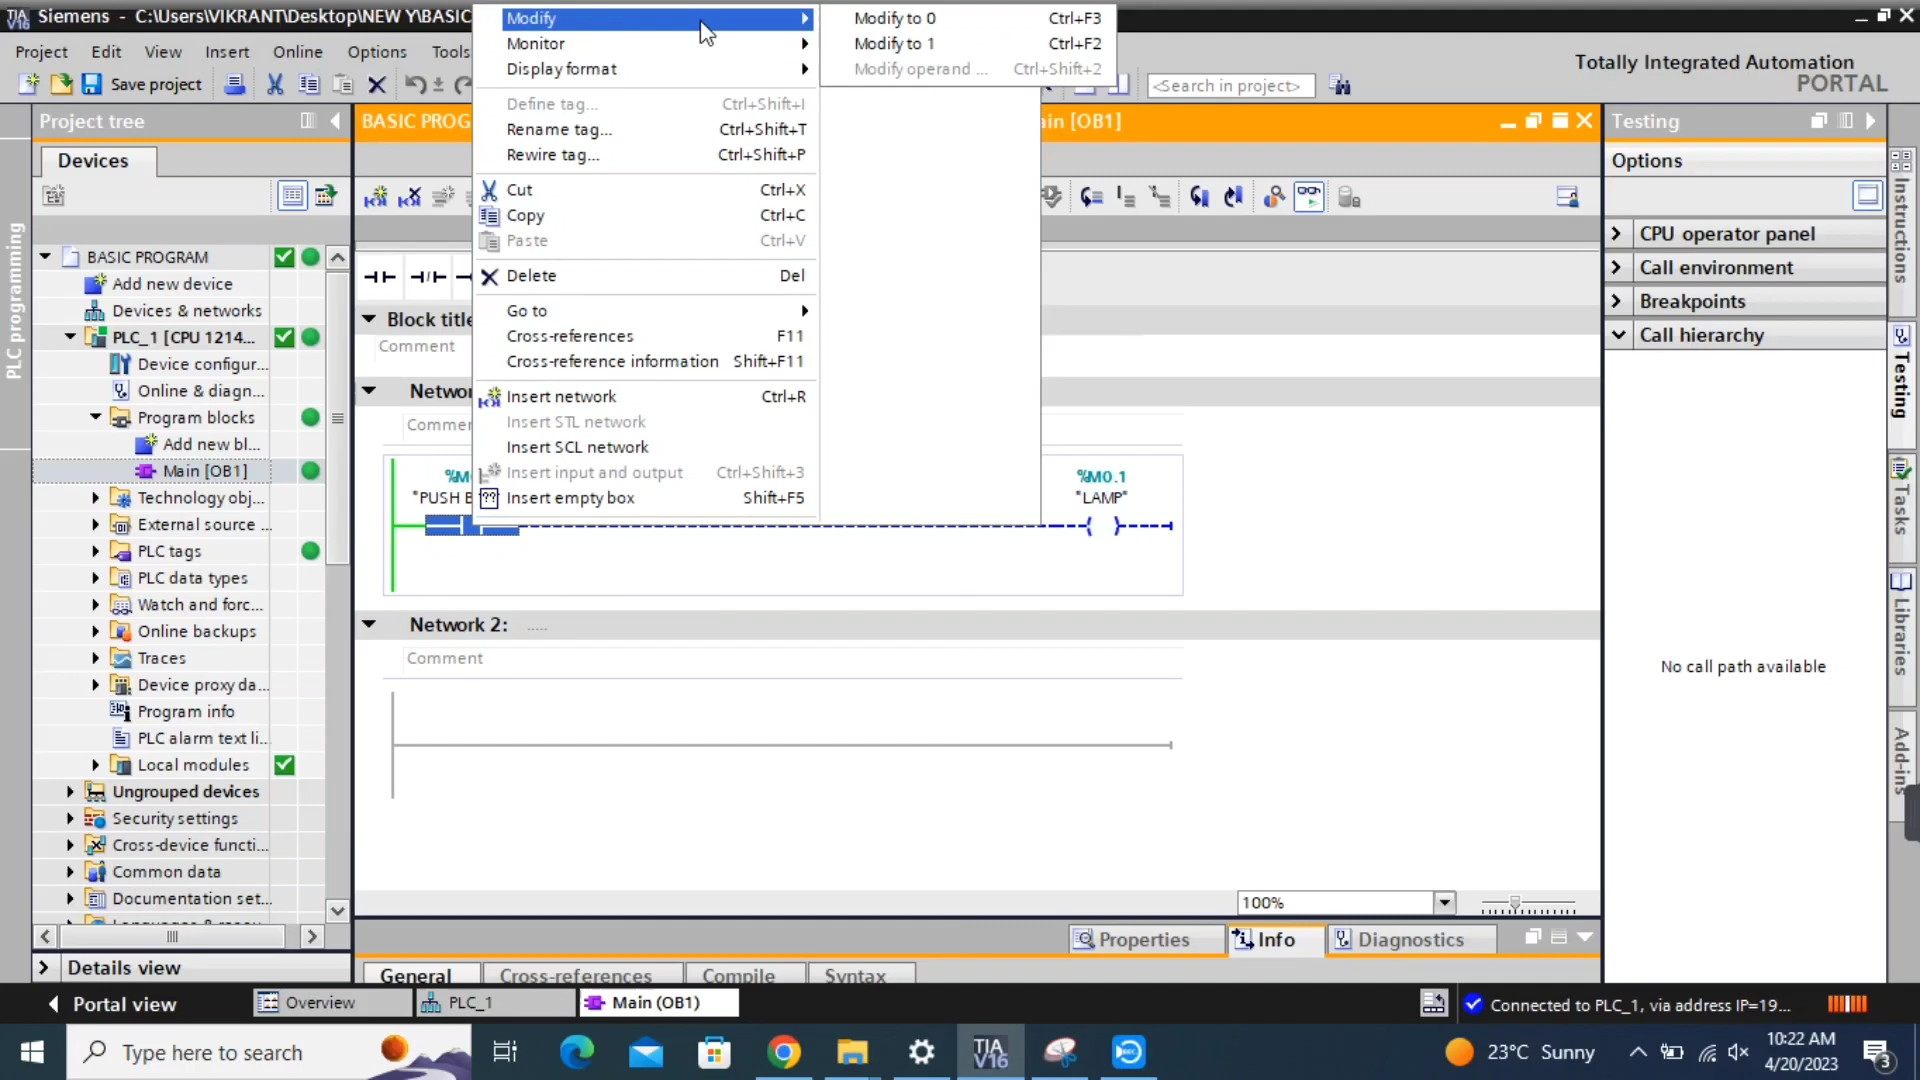 Siemens - C:\Users\VIKRANT\Desktop\NEW Y\BASIC
Project Edit View Insert Online Options Tools
Totally Integrated Automation
PORTAL
Save project
<Search in project>
Modify
Monitor
Display format
Define tag... Ctrl+Shift+I
Rename tag... Ctrl+Shift+T
Rewire tag... Ctrl+Shift+P
Cut Ctrl+X
Copy Ctrl+C
Paste Ctrl+V
Delete Del
Go to
Cross-references F11
Cross-reference information Shift+F11
Insert network Ctrl+R
Insert STL network
Insert SCL network
Insert input and output Ctrl+Shift+3
Insert empty box Shift+F5
Modify to 0 Ctrl+F3
Modify to 1 Ctrl+F2
Modify operand ... Ctrl+Shift+2
PLC programming
Project tree
Devices
BASIC PROGRAM
Add new device
Devices & networks
PLC_1 [CPU 1214...
Device configur...
Online & diagn...
Program blocks
Add new bl...
Main [OB1]
Technology obj...
External source ...
PLC tags
PLC data types
Watch and forc...
Online backups
Traces
Device proxy da...
Program info
PLC alarm text li...
Local modules
Ungrouped devices
Security settings
Cross-device functi...
Common data
Documentation set...
Details view
BASIC PROG
ain [OB1]
Block title
Comment
Networ
Commer
%M
"PUSH B
%M0.1
"LAMP"
Network 2: .....
Comment
100%
Properties Info Diagnostics
General Cross-references Compile Syntax
Testing
Options
CPU operator panel
Call environment
Breakpoints
Call hierarchy
No call path available
Instructions
Testing
Tasks
Libraries
Add-ins
Portal view Overview PLC_1 Main (OB1)
Connected to PLC_1, via address IP=19...
Type here to search
TIA
V16
REC
23°C Sunny
10:22 AM
4/20/2023
3